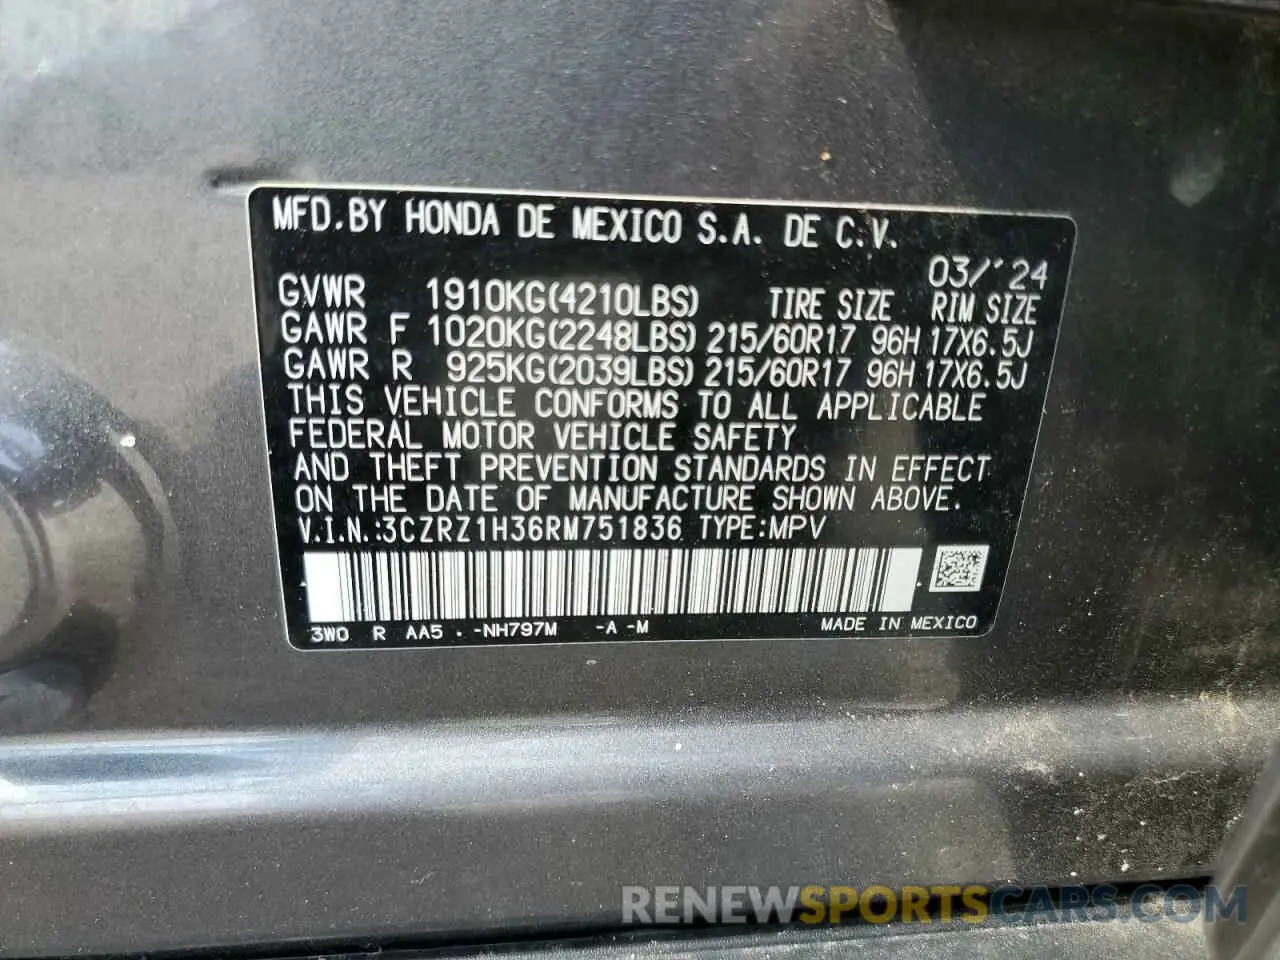 MFD.BY HONDA DE MEXICO S.A. DE C.V.
03/'24
GVWR 1910KG(4210LBS) TIRE SIZE RIM SIZE
GAWR F 1020KG(2248LBS) 215/60R17 96H 17X6.5J
GAWR R 925KG(2039LBS) 215/60R17 96H 17X6.5J
THIS VEHICLE CONFORMS TO ALL APPLICABLE
FEDERAL MOTOR VEHICLE SAFETY
AND THEFT PREVENTION STANDARDS IN EFFECT
ON THE DATE OF MANUFACTURE SHOWN ABOVE.
V.I.N.:3CZRZ1H36RM751836 TYPE:MPV
3W0 R AA5 . -NH797M -A -M MADE IN MEXICO
RENEWSPORTSCARS.COM